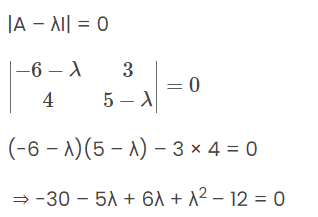 |A − λI| = 0
|−6 − λ 3|
|4 5 − λ| = 0
(-6 − λ)(5 − λ) − 3 × 4 = 0
⇒ -30 − 5λ + 6λ + λ² − 12 = 0